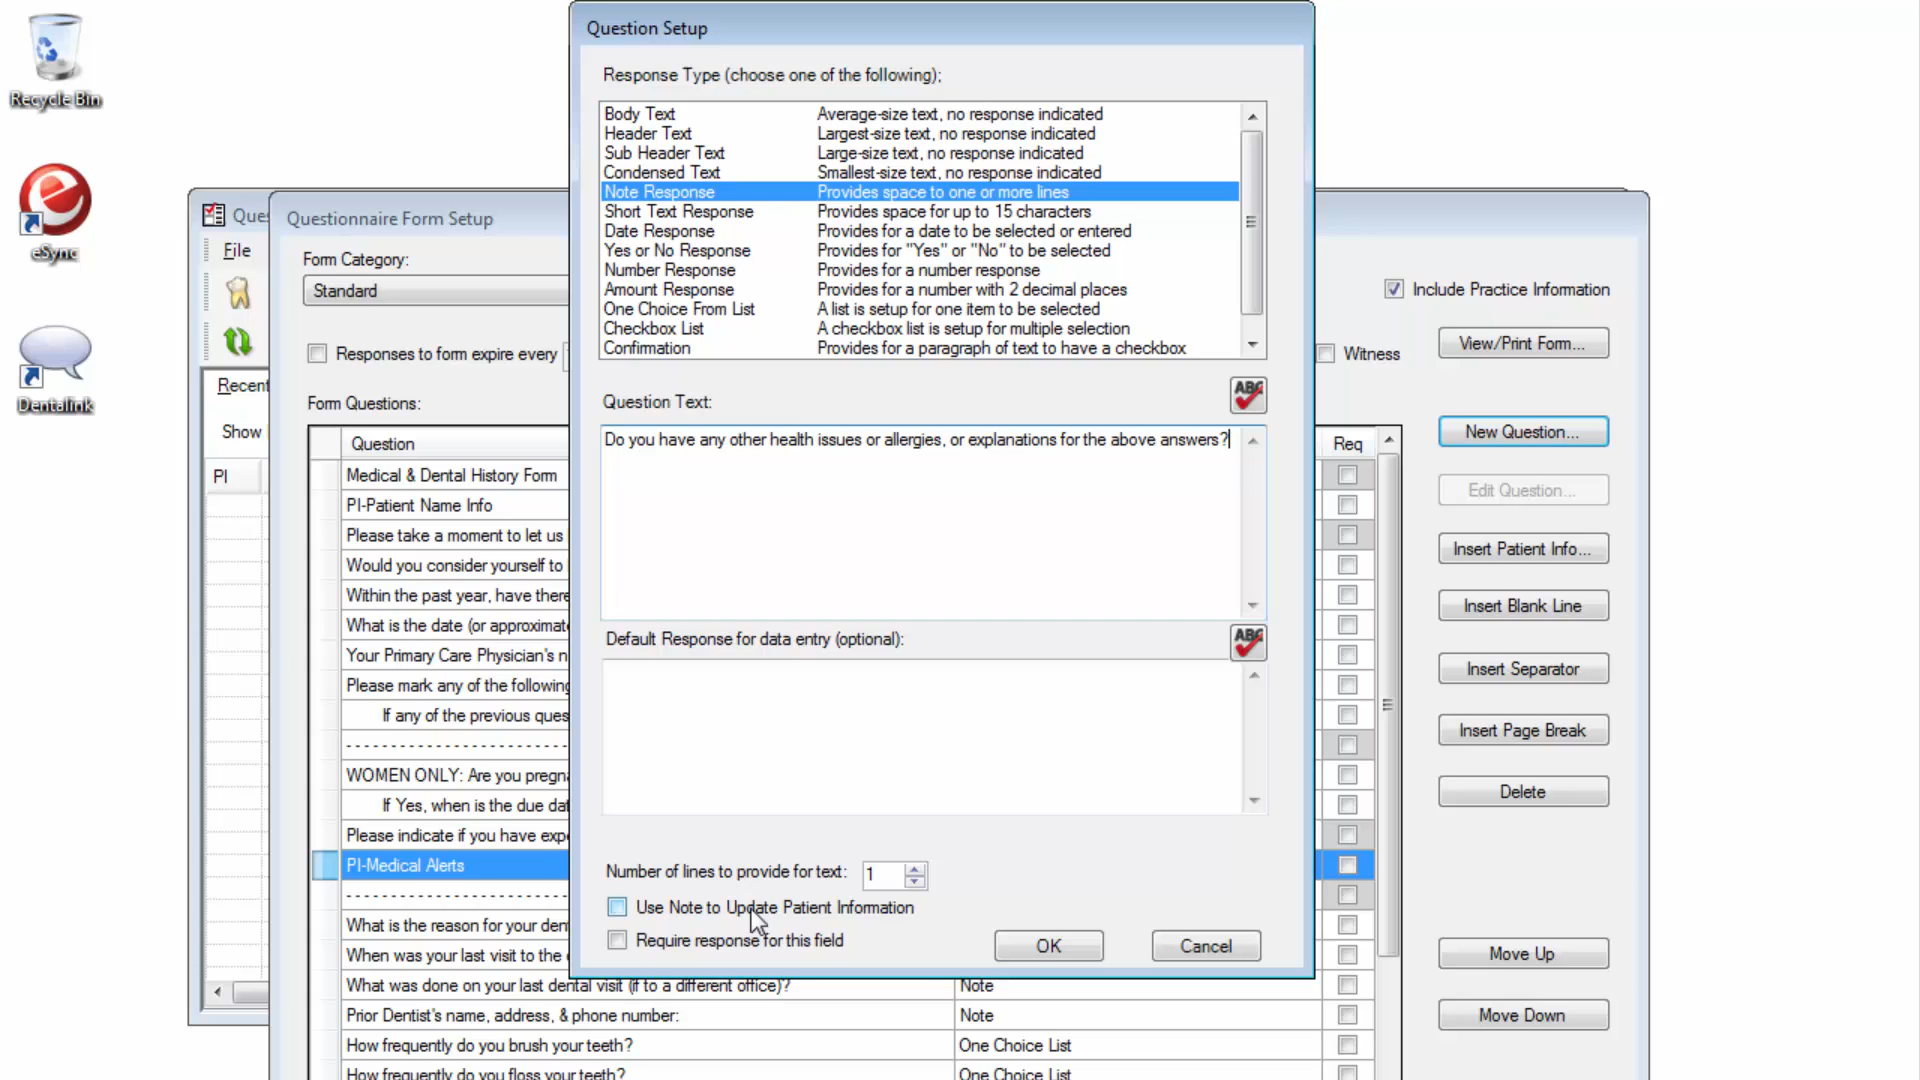 Recycle Bin
eSync
Dentalink
Ques
File
Recent
Show
PI
Questionnaire Form Setup
Form Category:
Standard
Responses to form expire every
Form Questions:
Question
Medical & Dental History Form
PI-Patient Name Info
Please take a moment to let us
Would you consider yourself to
Within the past year, have there
What is the date (or approximate
Your Primary Care Physician's n
Please mark any of the following
If any of the previous ques
- - - - - - - - - - - - - - - - - - - - - - - -
WOMEN ONLY: Are you pregna
If Yes, when is the due dat
Please indicate if you have expe
PI-Medical Alerts
- - - - - - - - - - - - - - - - - - - - - - - -
What is the reason for your den
When was your last visit to the
What was done on your last dental visit (if to a different office)? Note
Prior Dentist's name, address, & phone number: Note
How frequently do you brush your teeth? One Choice List
How frequently do you floss your teeth? One Choice List
Question Setup
Response Type (choose one of the following);
Body Text Average-size text, no response indicated
Header Text Largest-size text, no response indicated
Sub Header Text Large-size text, no response indicated
Condensed Text Smallest-size text, no response indicated
Note Response Provides space to one or more lines
Short Text Response Provides space for up to 15 characters
Date Response Provides for a date to be selected or entered
Yes or No Response Provides for "Yes" or "No" to be selected
Number Response Provides for a number response
Amount Response Provides for a number with 2 decimal places
One Choice From List A list is setup for one item to be selected
Checkbox List A checkbox list is setup for multiple selection
Confirmation Provides for a paragraph of text to have a checkbox
Question Text:
ABC
Do you have any other health issues or allergies, or explanations for the above answers?
Default Response for data entry (optional):
ABC
Number of lines to provide for text: 1
Use Note to Update Patient Information
Require response for this field
OK
Cancel
Include Practice Information
Witness
View/Print Form...
Req
New Question...
Edit Question...
Insert Patient Info...
Insert Blank Line
Insert Separator
Insert Page Break
Delete
Move Up
Move Down